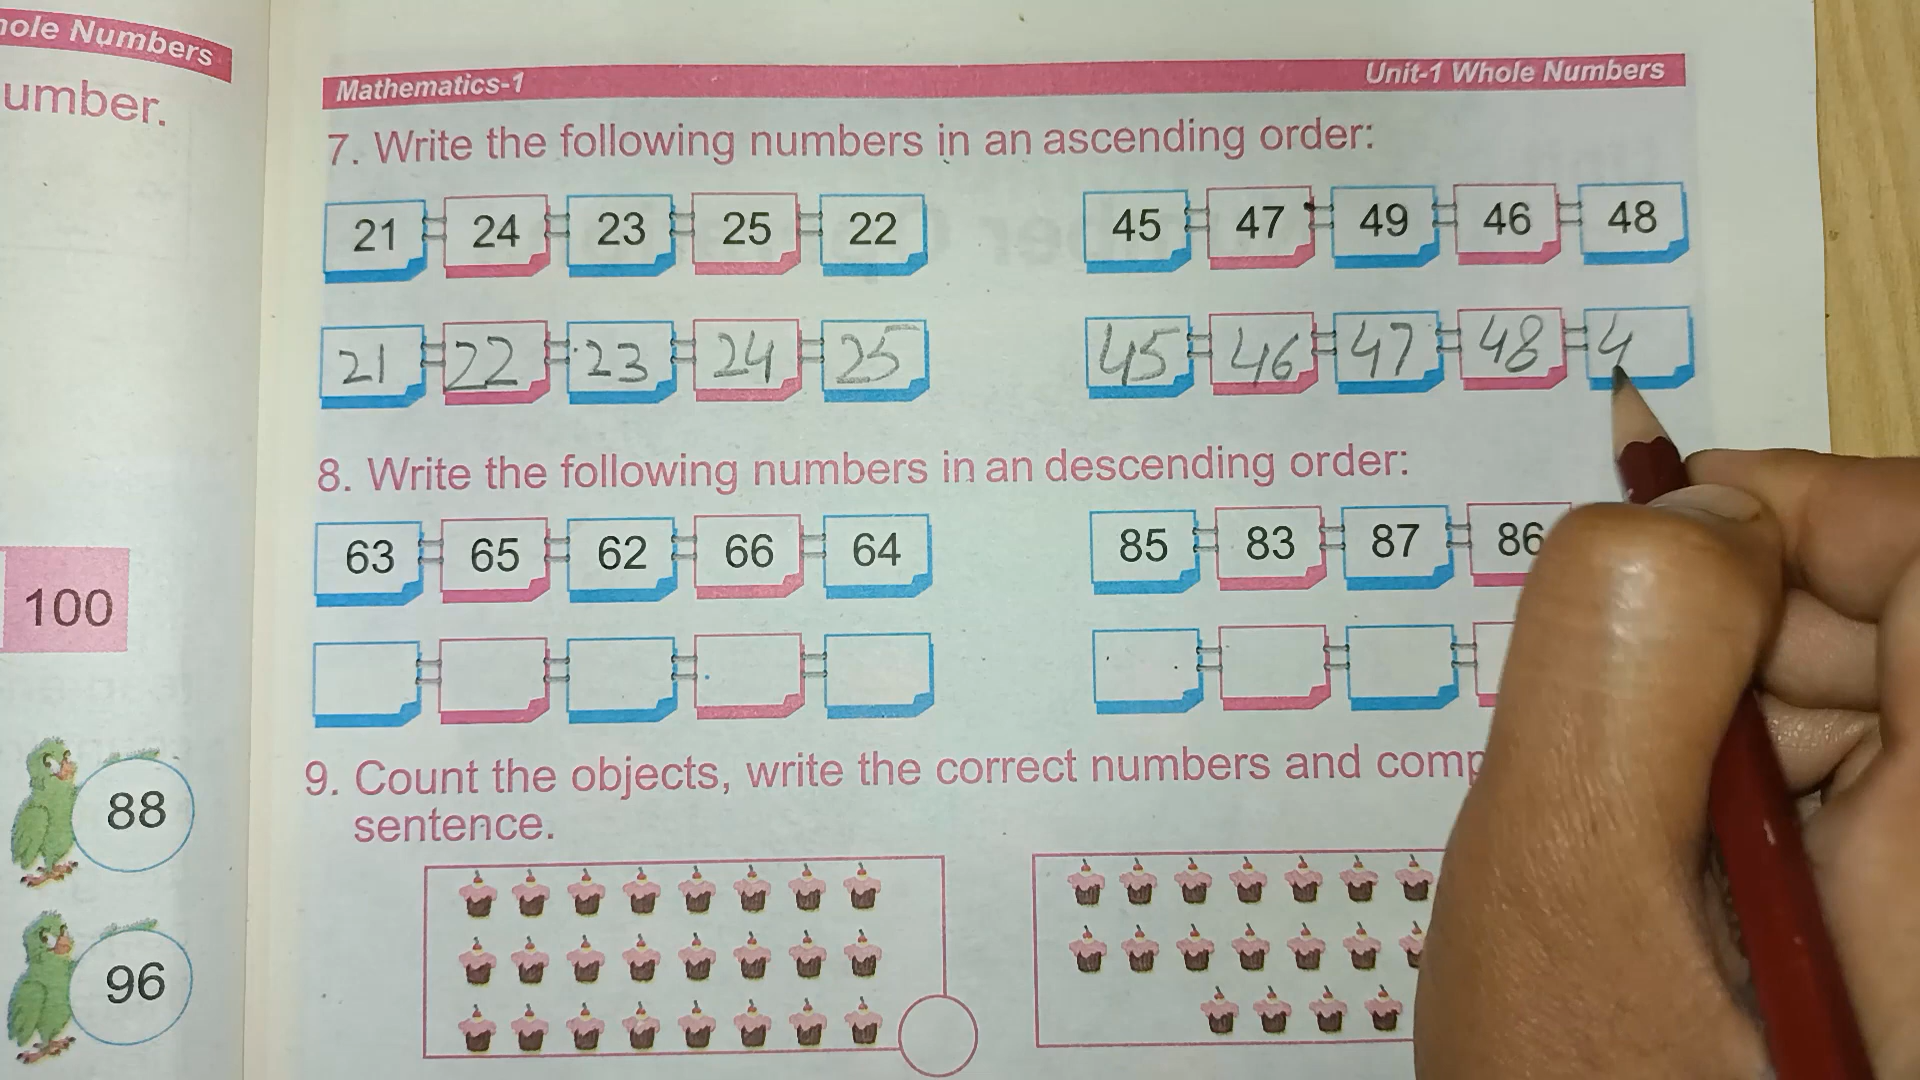 hole Numbers
umber.
100
88
96
Mathematics-1 Unit-1 Whole Numbers
7. Write the following numbers in an ascending order:
21 24 23 25 22 45 47 49 46 48
21 22 23 24 25 45 46 47 48 4
8. Write the following numbers in an descending order:
63 65 62 66 64 85 83 87 86
9. Count the objects, write the correct numbers and comp
sentence.